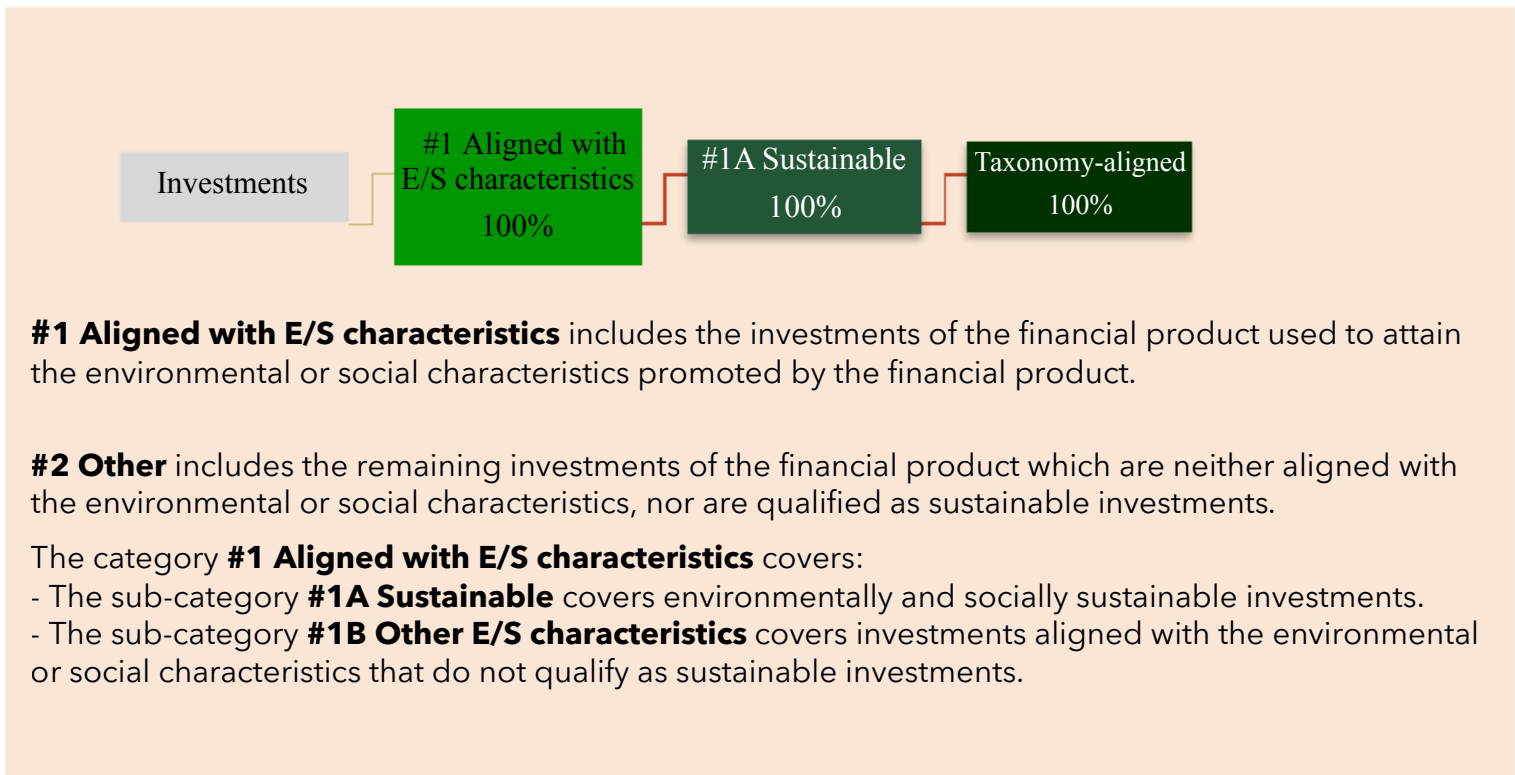 Investments
#1 Aligned with
E/S characteristics
100%
#1A Sustainable
100%
Taxonomy-aligned
100%
#1 Aligned with E/S characteristics includes the investments of the financial product used to attain
the environmental or social characteristics promoted by the financial product.
#2 Other includes the remaining investments of the financial product which are neither aligned with
the environmental or social characteristics, nor are qualified as sustainable investments.
The category #1 Aligned with E/S characteristics covers:
- The sub-category #1A Sustainable covers environmentally and socially sustainable investments.
- The sub-category #1B Other E/S characteristics covers investments aligned with the environmental
or social characteristics that do not qualify as sustainable investments.